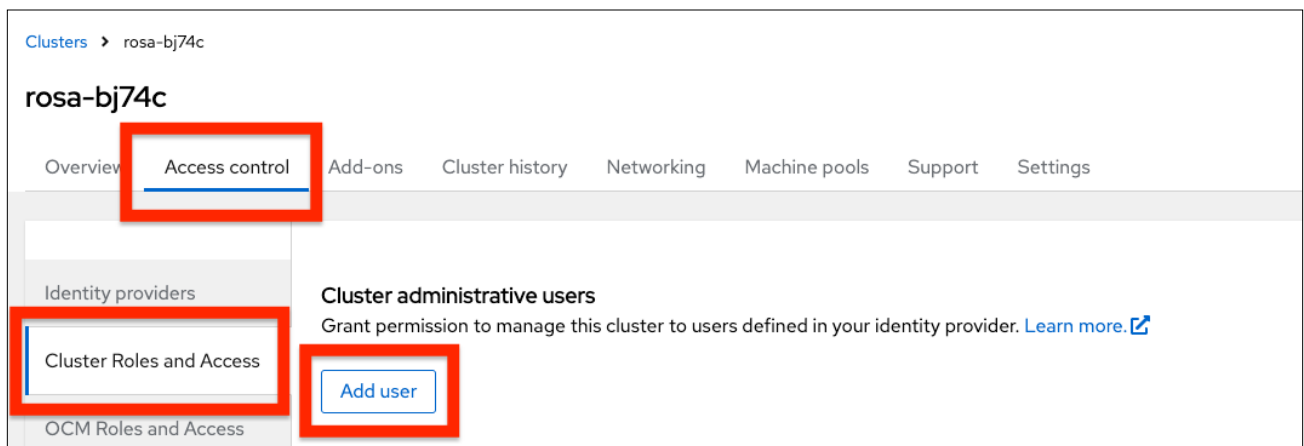 Clusters > rosa-bj74c
rosa-bj74c
Overview Access control Add-ons Cluster history Networking Machine pools Support Settings
Identity providers
Cluster Roles and Access
OCM Roles and Access
Cluster administrative users
Grant permission to manage this cluster to users defined in your identity provider. Learn more.
Add user